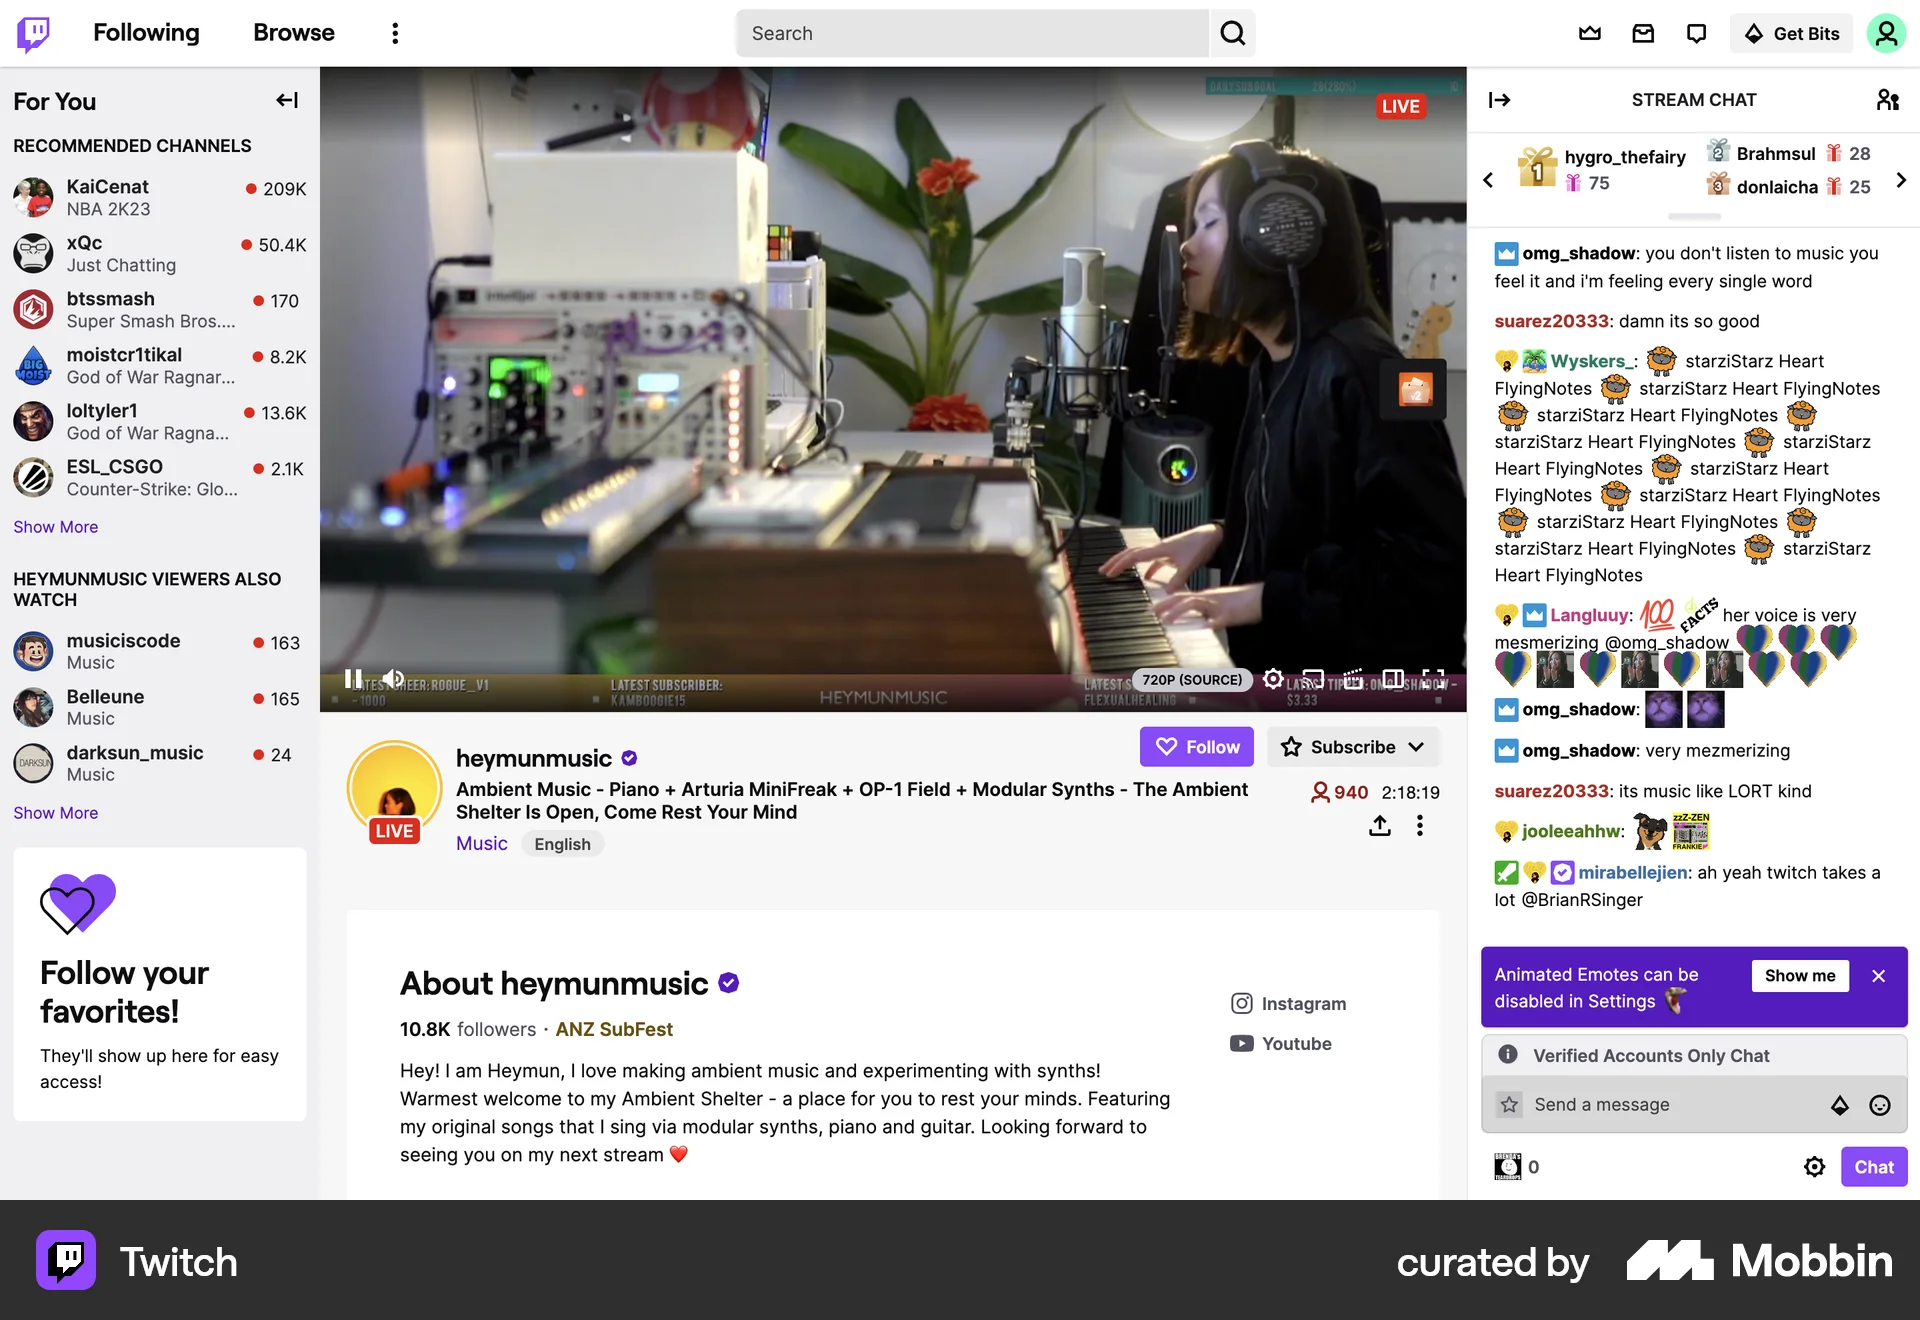 Following
Browse
Search
Get Bits
For You
RECOMMENDED CHANNELS
KaiCenat
209K
NBA 2K23
xQc
50.4K
Just Chatting
btssmash
170
Super Smash Bros....
moistcr1tikal
8.2K
God of War Ragnar...
loltyler1
13.6K
God of War Ragna...
ESL_CSGO
2.1K
Counter-Strike: Glo...
Show More
HEYMUNMUSIC VIEWERS ALSO
WATCH
musiciscode
163
Music
Belleune
165
Music
darksun_music
24
Music
Show More
Follow your
favorites!
They'll show up here for easy
access!
DAILY SUB GOAL
LIVE
x2
720P (SOURCE)
LATEST SUBSCRIBER:
KAMBOOBIE15
HEYMUNMUSIC
FLEXUALHEALING
$3.33
heymunmusic
Follow
Subscribe
Ambient Music - Piano + Arturia MiniFreak + OP-1 Field + Modular Synths - The Ambient
Shelter Is Open, Come Rest Your Mind
940
2:18:19
LIVE
Music
English
About heymunmusic
10.8K followers · ANZ SubFest
Hey! I am Heymun, I love making ambient music and experimenting with synths!
Warmest welcome to my Ambient Shelter - a place for you to rest your minds. Featuring
my original songs that I sing via modular synths, piano and guitar. Looking forward to
seeing you on my next stream ❤️
Instagram
Youtube
STREAM CHAT
1
hygro_thefairy
75
2
Brahmsul
28
3
donlaicha
25
omg_shadow: you don't listen to music you
feel it and i'm feeling every single word
suarez20333: damn its so good
Wyskers_: starziStarz Heart
FlyingNotes starziStarz Heart FlyingNotes
starziStarz Heart FlyingNotes
starziStarz Heart FlyingNotes starziStarz
Heart FlyingNotes starziStarz Heart
FlyingNotes starziStarz Heart FlyingNotes
starziStarz Heart FlyingNotes
starziStarz Heart FlyingNotes starziStarz
Heart FlyingNotes
Langluuy: 100 FACTS her voice is very
mesmerizing @omg_shadow
omg_shadow:
omg_shadow: very mezmerizing
suarez20333: its music like LORT kind
jooleeahhw: zzZ-ZEN FRANKIE
mirabellejien: ah yeah twitch takes a
lot @BrianRSinger
Animated Emotes can be
disabled in Settings
Show me
Verified Accounts Only Chat
Send a message
0
Chat
Twitch
curated by
Mobbin